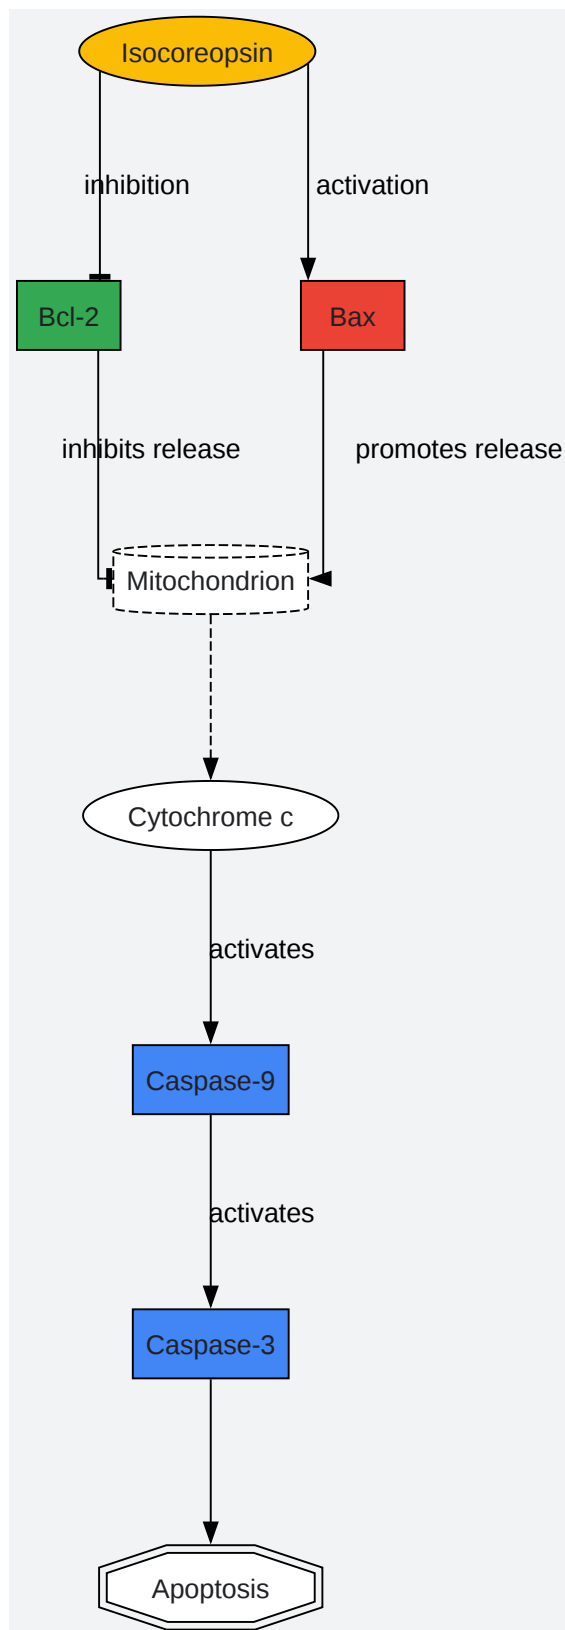 Isocoreopsin
inhibition
activation
Bcl-2
Bax
inhibits release
promotes release
Mitochondrion
Cytochrome c
activates
Caspase-9
activates
Caspase-3
Apoptosis